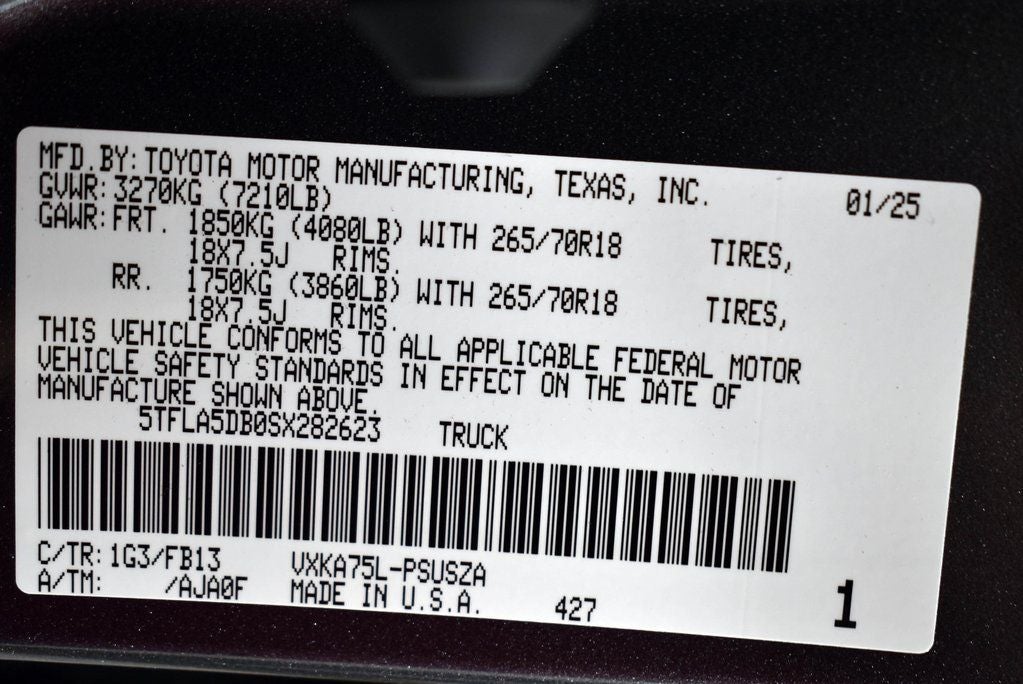 MFD.BY: TOYOTA MOTOR MANUFACTURING, TEXAS, INC. 01/25
GVWR: 3270KG (7210LB)
GAWR: FRT. 1850KG (4080LB) WITH 265/70R18 TIRES,
18X7.5J RIMS.
RR. 1750KG (3860LB) WITH 265/70R18 TIRES,
18X7.5J RIMS.
THIS VEHICLE CONFORMS TO ALL APPLICABLE FEDERAL MOTOR
VEHICLE SAFETY STANDARDS IN EFFECT ON THE DATE OF
MANUFACTURE SHOWN ABOVE.
5TFLA5DB0SX282623 TRUCK
C/TR: 1G3/FB13 VXKA75L-PSUSZA
A/TM: /AJA0F MADE IN U.S.A. 427 1